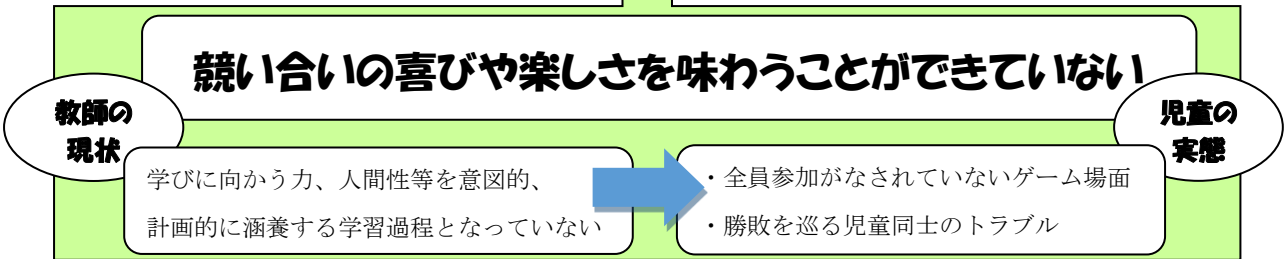 競い合いの喜びや楽しさを味わうことができていない
教師の
現状
児童の
実態
学びに向かう力、人間性等を意図的、
計画的に涵養する学習過程となっていない
・全員参加がなされていないゲーム場面
・勝敗を巡る児童同士のトラブル